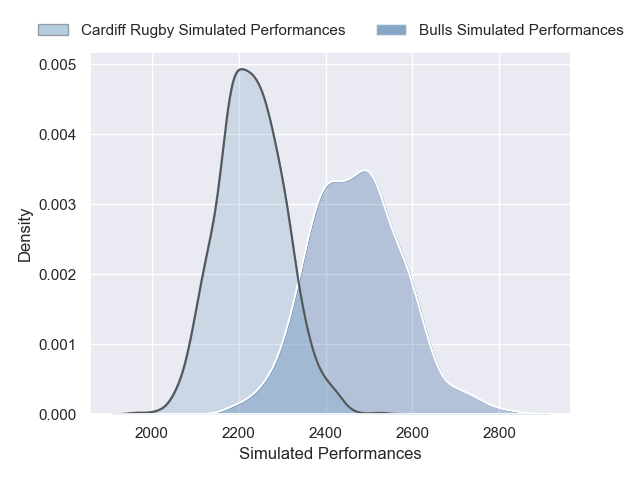 Cardiff Rugby Simulated Performances
Bulls Simulated Performances
0.005
0.004
0.003
0.002
0.001
0.000
Density
2000
2200
2400
2600
2800
Simulated Performances